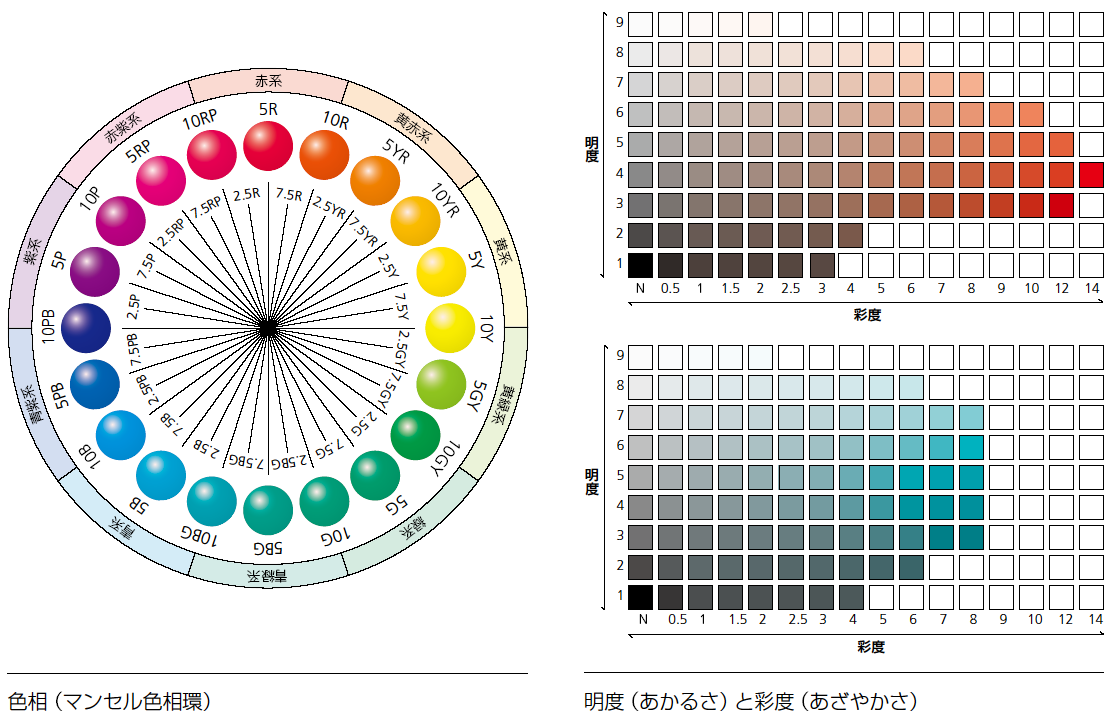 赤系
黄赤系
黄系
黄緑系
緑系
青緑系
青系
青紫系
紫系
赤紫系
5R
10R
5YR
10YR
5Y
10Y
5GY
10GY
5G
10G
5BG
10BG
5B
10B
5PB
10PB
5P
10P
5RP
10RP
7.5R
2.5YR
7.5YR
2.5Y
7.5Y
2.5GY
7.5GY
2.5G
7.5G
2.5BG
7.5BG
2.5B
7.5B
2.5PB
7.5PB
2.5P
7.5P
2.5RP
7.5RP
2.5R
色相（マンセル色相環）
明度
9
8
7
6
5
4
3
2
1
N 0.5 1 1.5 2 2.5 3 4 5 6 7 8 9 10 12 14
彩度
明度
9
8
7
6
5
4
3
2
1
N 0.5 1 1.5 2 2.5 3 4 5 6 7 8 9 10 12 14
彩度
明度（あかるさ）と彩度（あざやかさ）